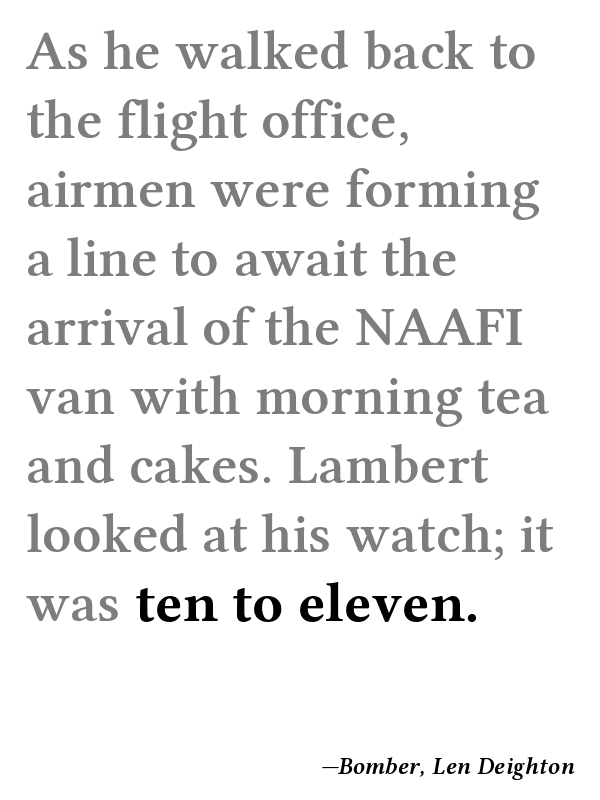 As he walked back to
the flight office,
airmen were forming
a line to await the
arrival of the NAAFI
van with morning tea
and cakes. Lambert
looked at his watch; it
was ten to eleven.
—Bomber, Len Deighton